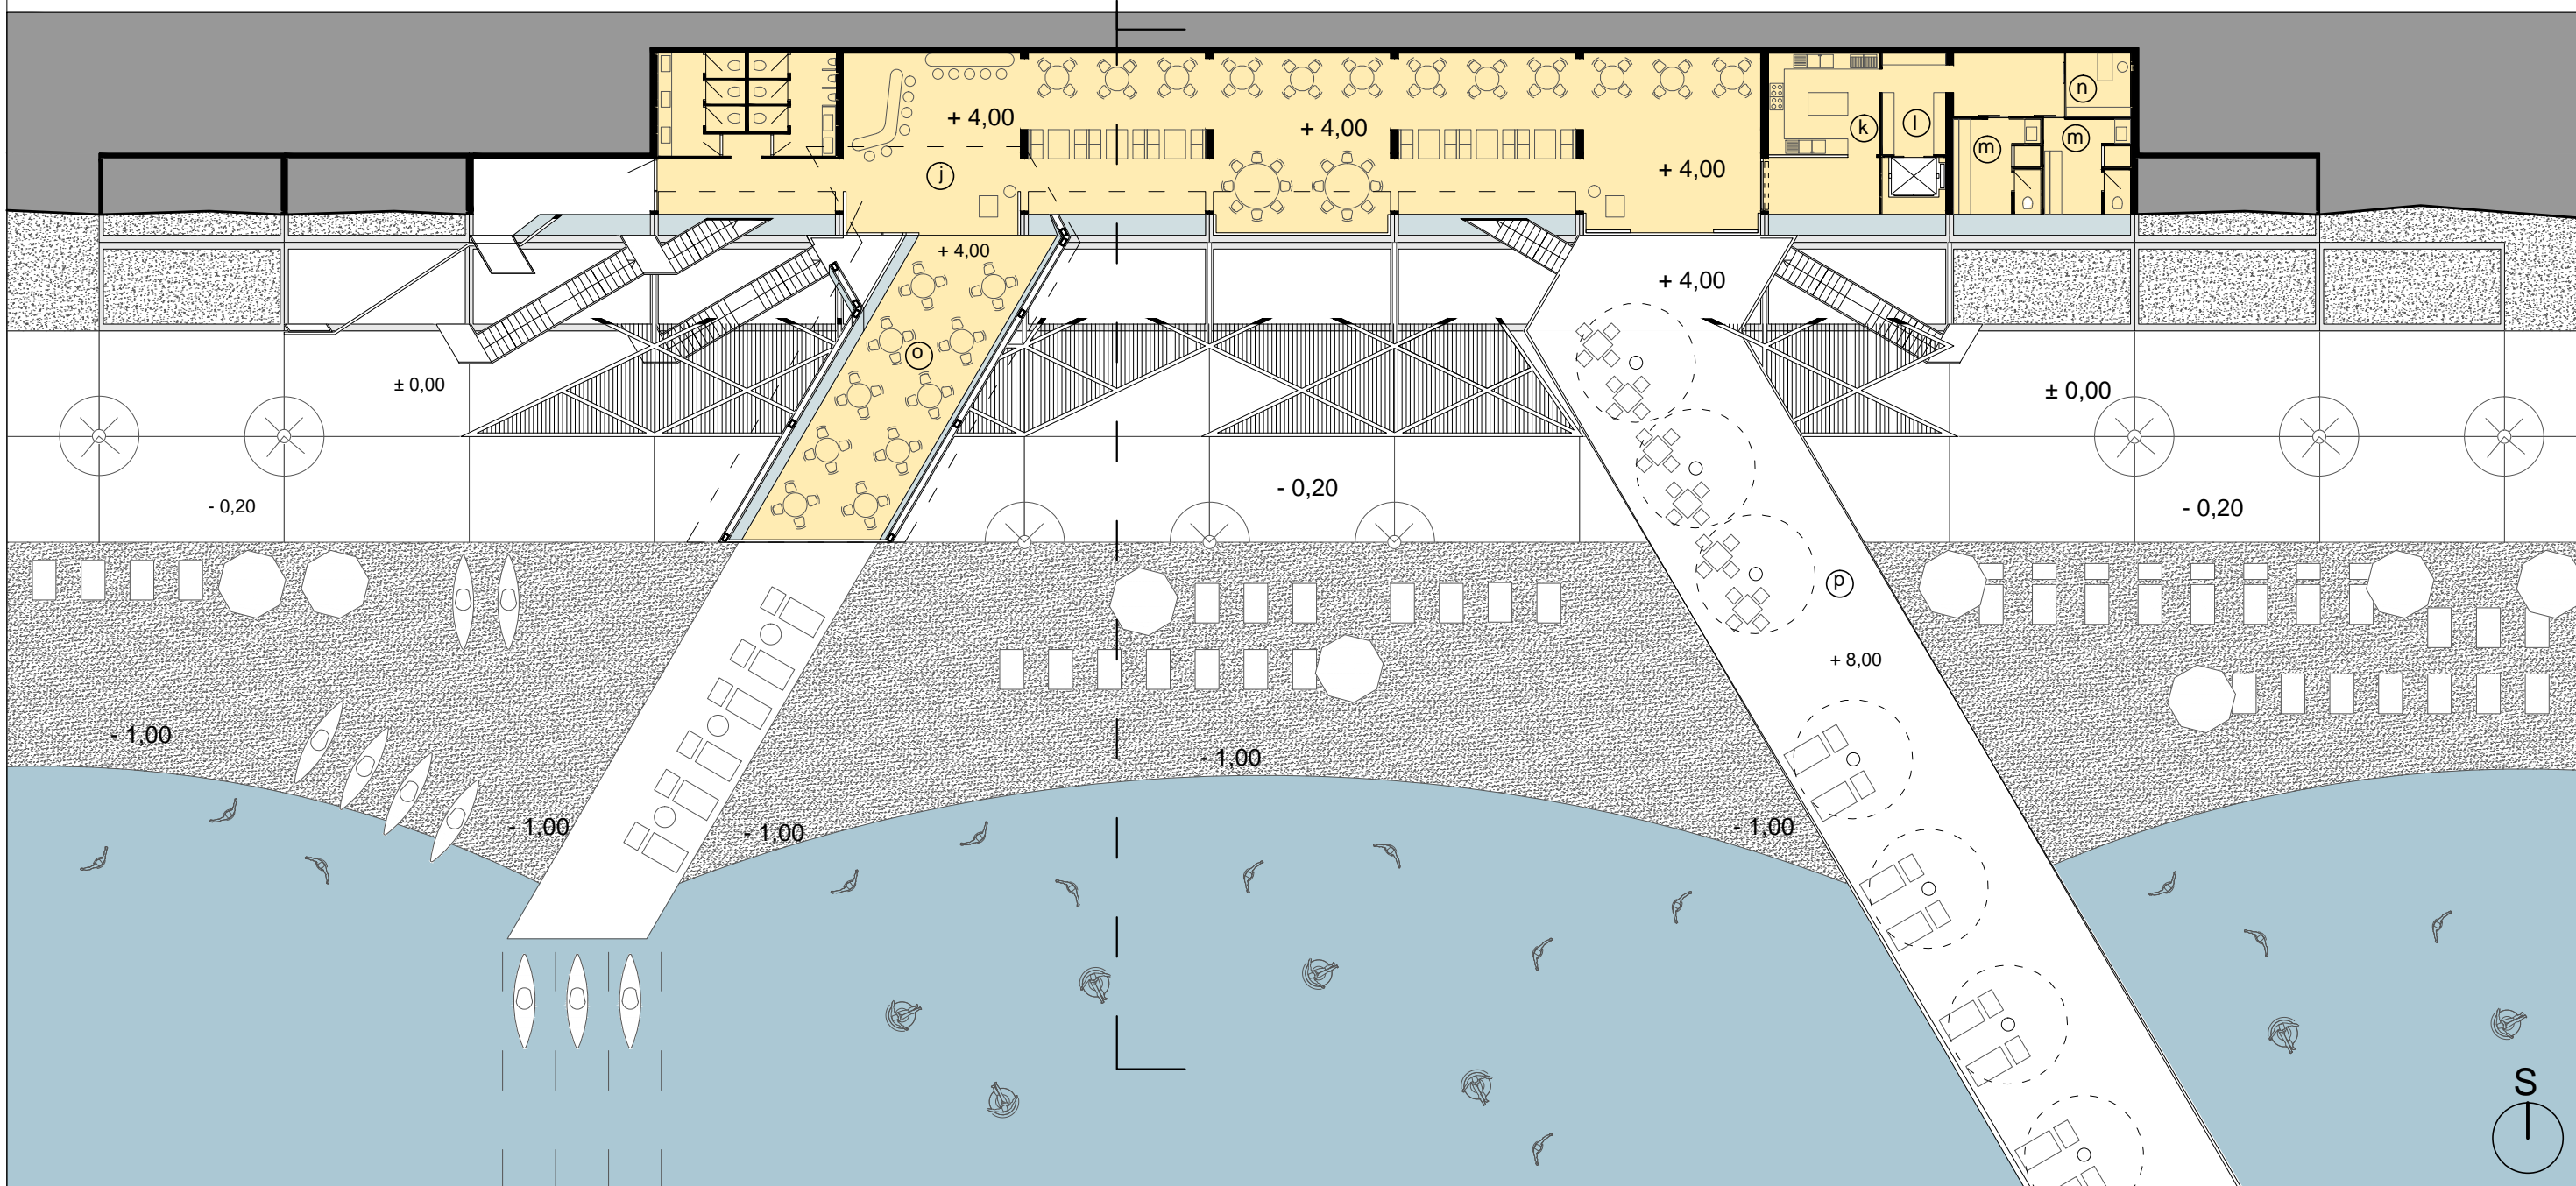 n
+ 4,00
+ 4,00
k
l
m
m
j
+ 4,00
+ 4,00
+ 4,00
o
± 0,00
± 0,00
- 0,20
- 0,20
- 0,20
p
+ 8,00
- 1,00
- 1,00
- 1,00
- 1,00
- 1,00
S